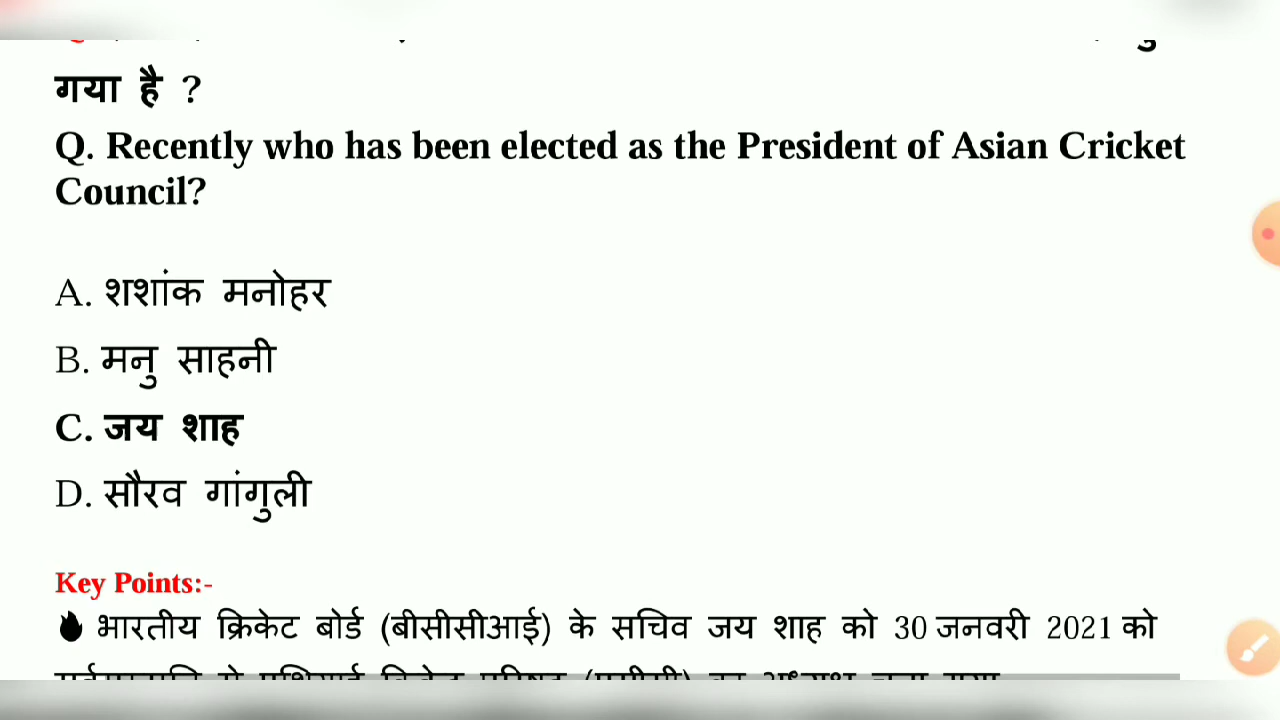 गया है ?
Q. Recently who has been elected as the President of Asian Cricket
Council?
A. शशांक मनोहर
B. मनु साहनी
C. जय शाह
D. सौरव गांगुली
Key Points:-
भारतीय क्रिकेट बोर्ड (बीसीसीआई) के सचिव जय शाह को 30 जनवरी 2021 को